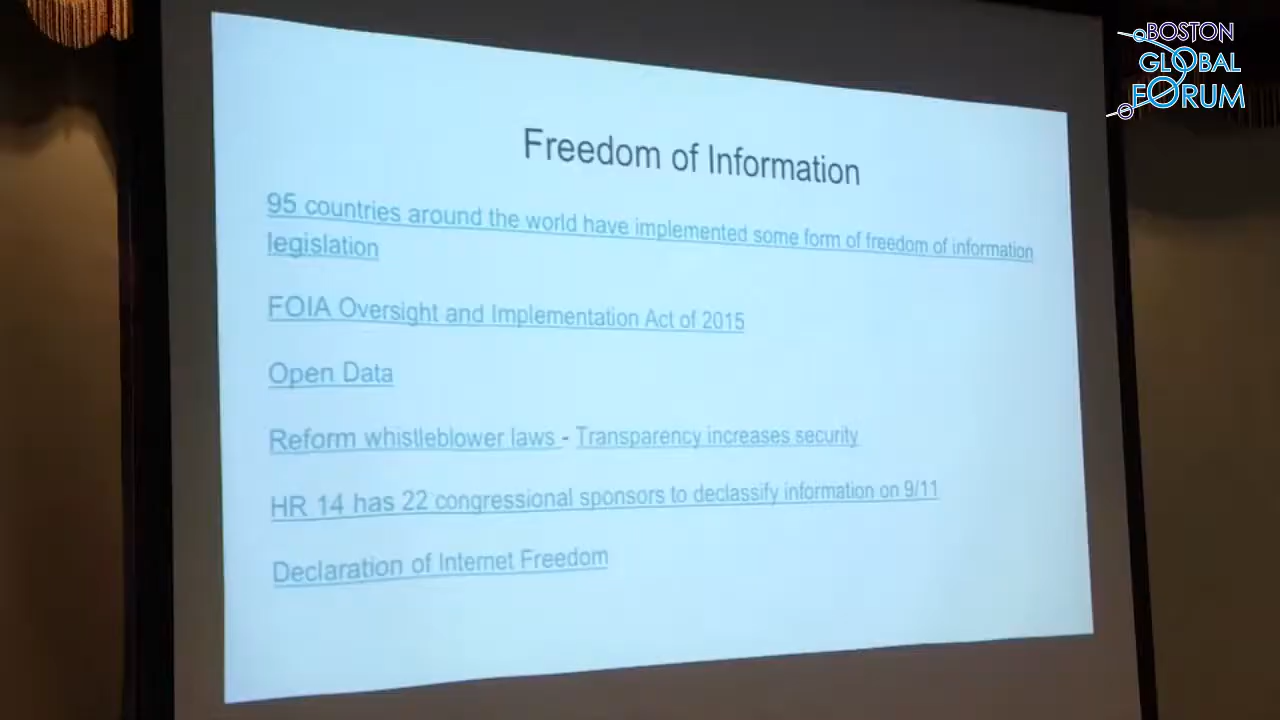 BOSTON
GLOBAL
FORUM
Freedom of Information
95 countries around the world have implemented some form of freedom of information
legislation
FOIA Oversight and Implementation Act of 2015
Open Data
Reform whistleblower laws - Transparency increases security
HR 14 has 22 congressional sponsors to declassify information on 9/11
Declaration of Internet Freedom